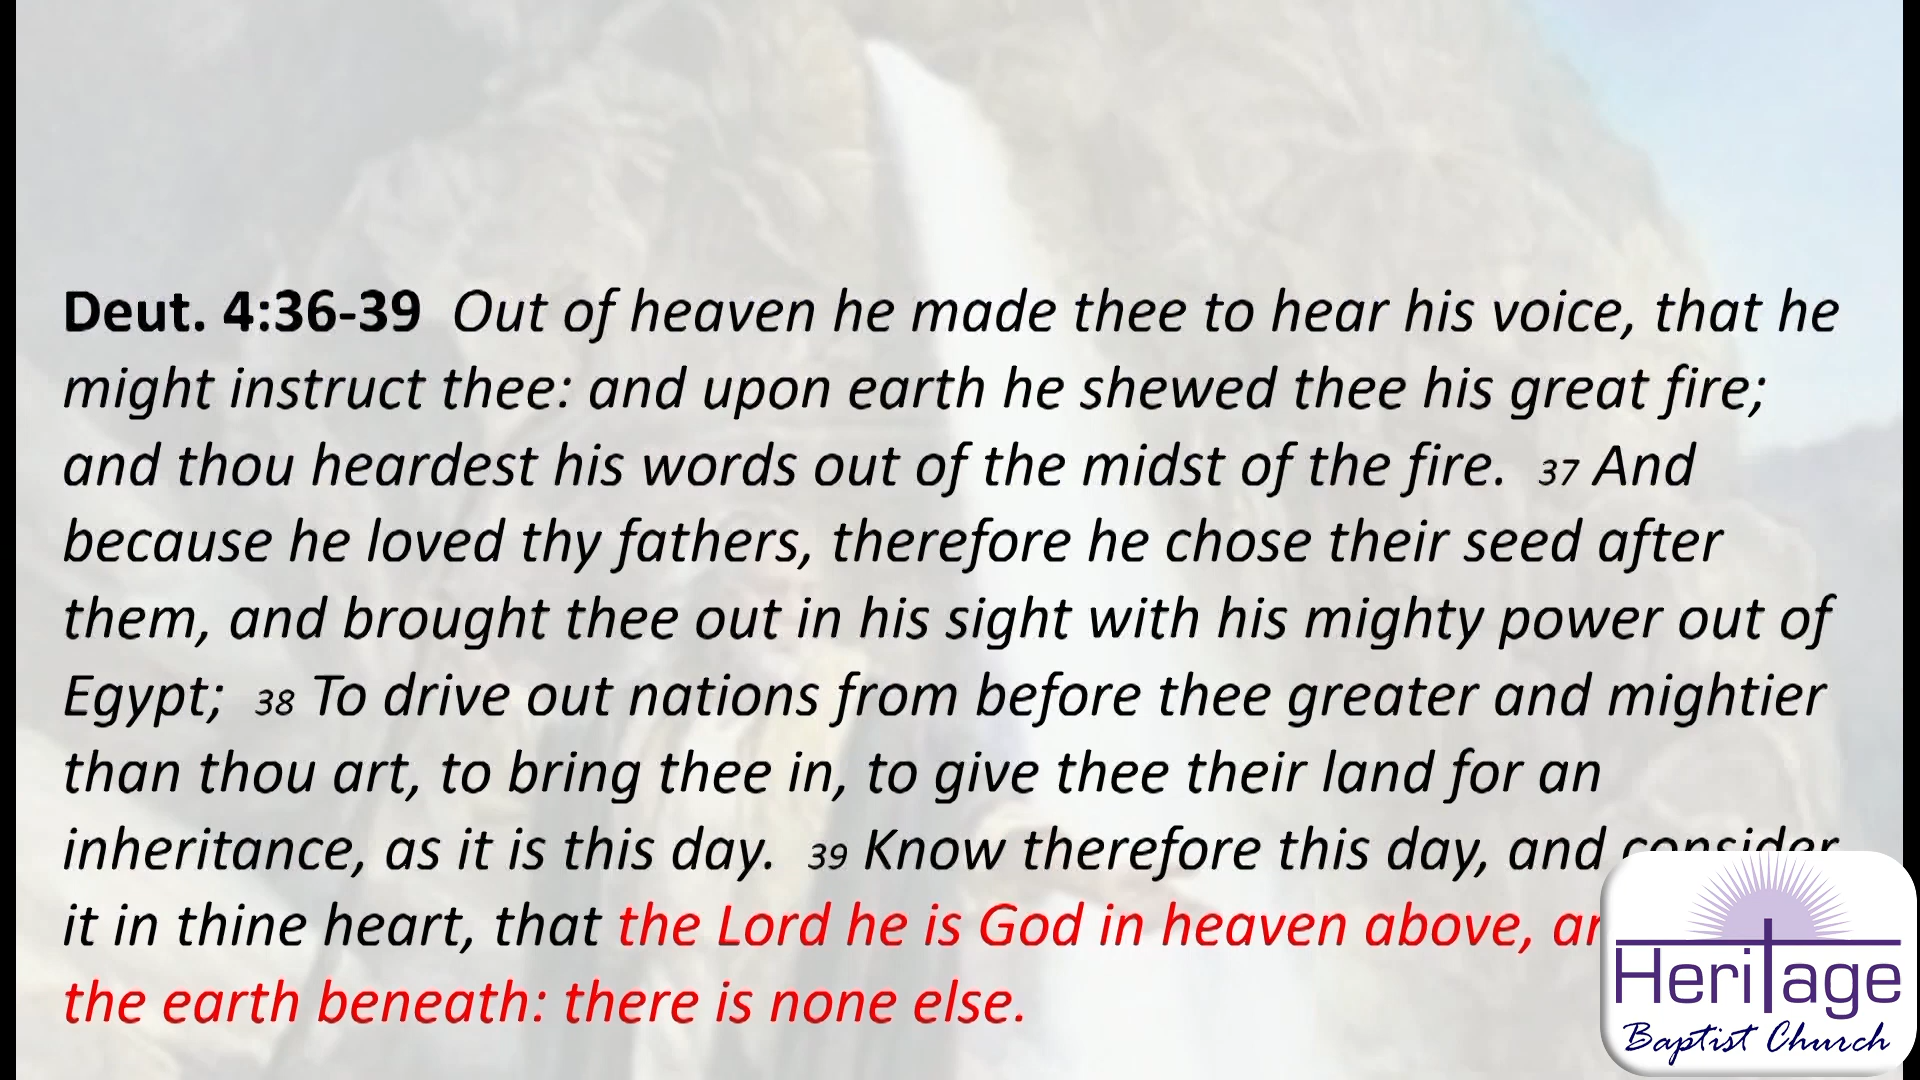 Deut. 4:36-39 Out of heaven he made thee to hear his voice, that he
might instruct thee: and upon earth he shewed thee his great fire;
and thou heardest his words out of the midst of the fire. 37 And
because he loved thy fathers, therefore he chose their seed after
them, and brought thee out in his sight with his mighty power out of
Egypt; 38 To drive out nations from before thee greater and mightier
than thou art, to bring thee in, to give thee their land for an
inheritance, as it is this day. 39 Know therefore this day, and consider
it in thine heart, that the Lord he is God in heaven above,
the earth beneath: there is none else.
Heritage
Baptist Church